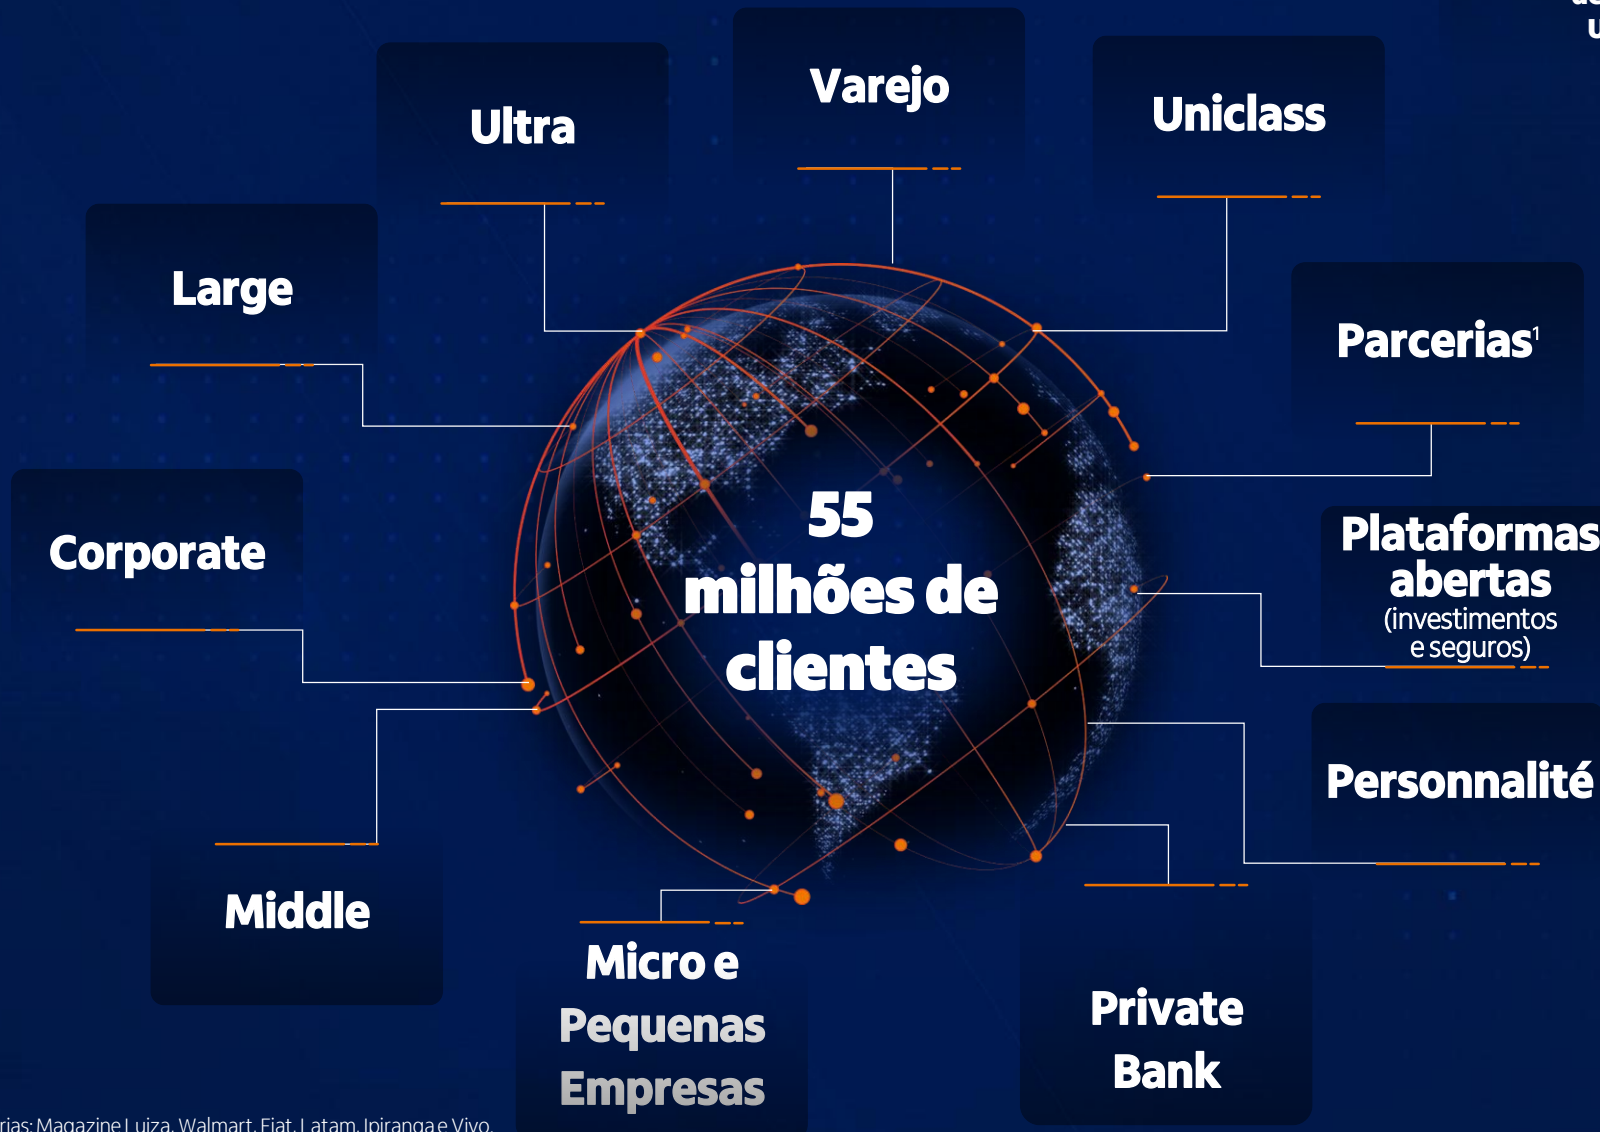 Varejo
Uniclass
Ultra
Large
Parcerias¹
Corporate
55
milhões de
clientes
Plataformas
abertas
(investimentos
e seguros)
Personnalité
Middle
Micro e
Pequenas
Empresas
Private
Bank
Magazine Luiza, Walmart, Fiat, Latam, Ipiranga e Vivo.